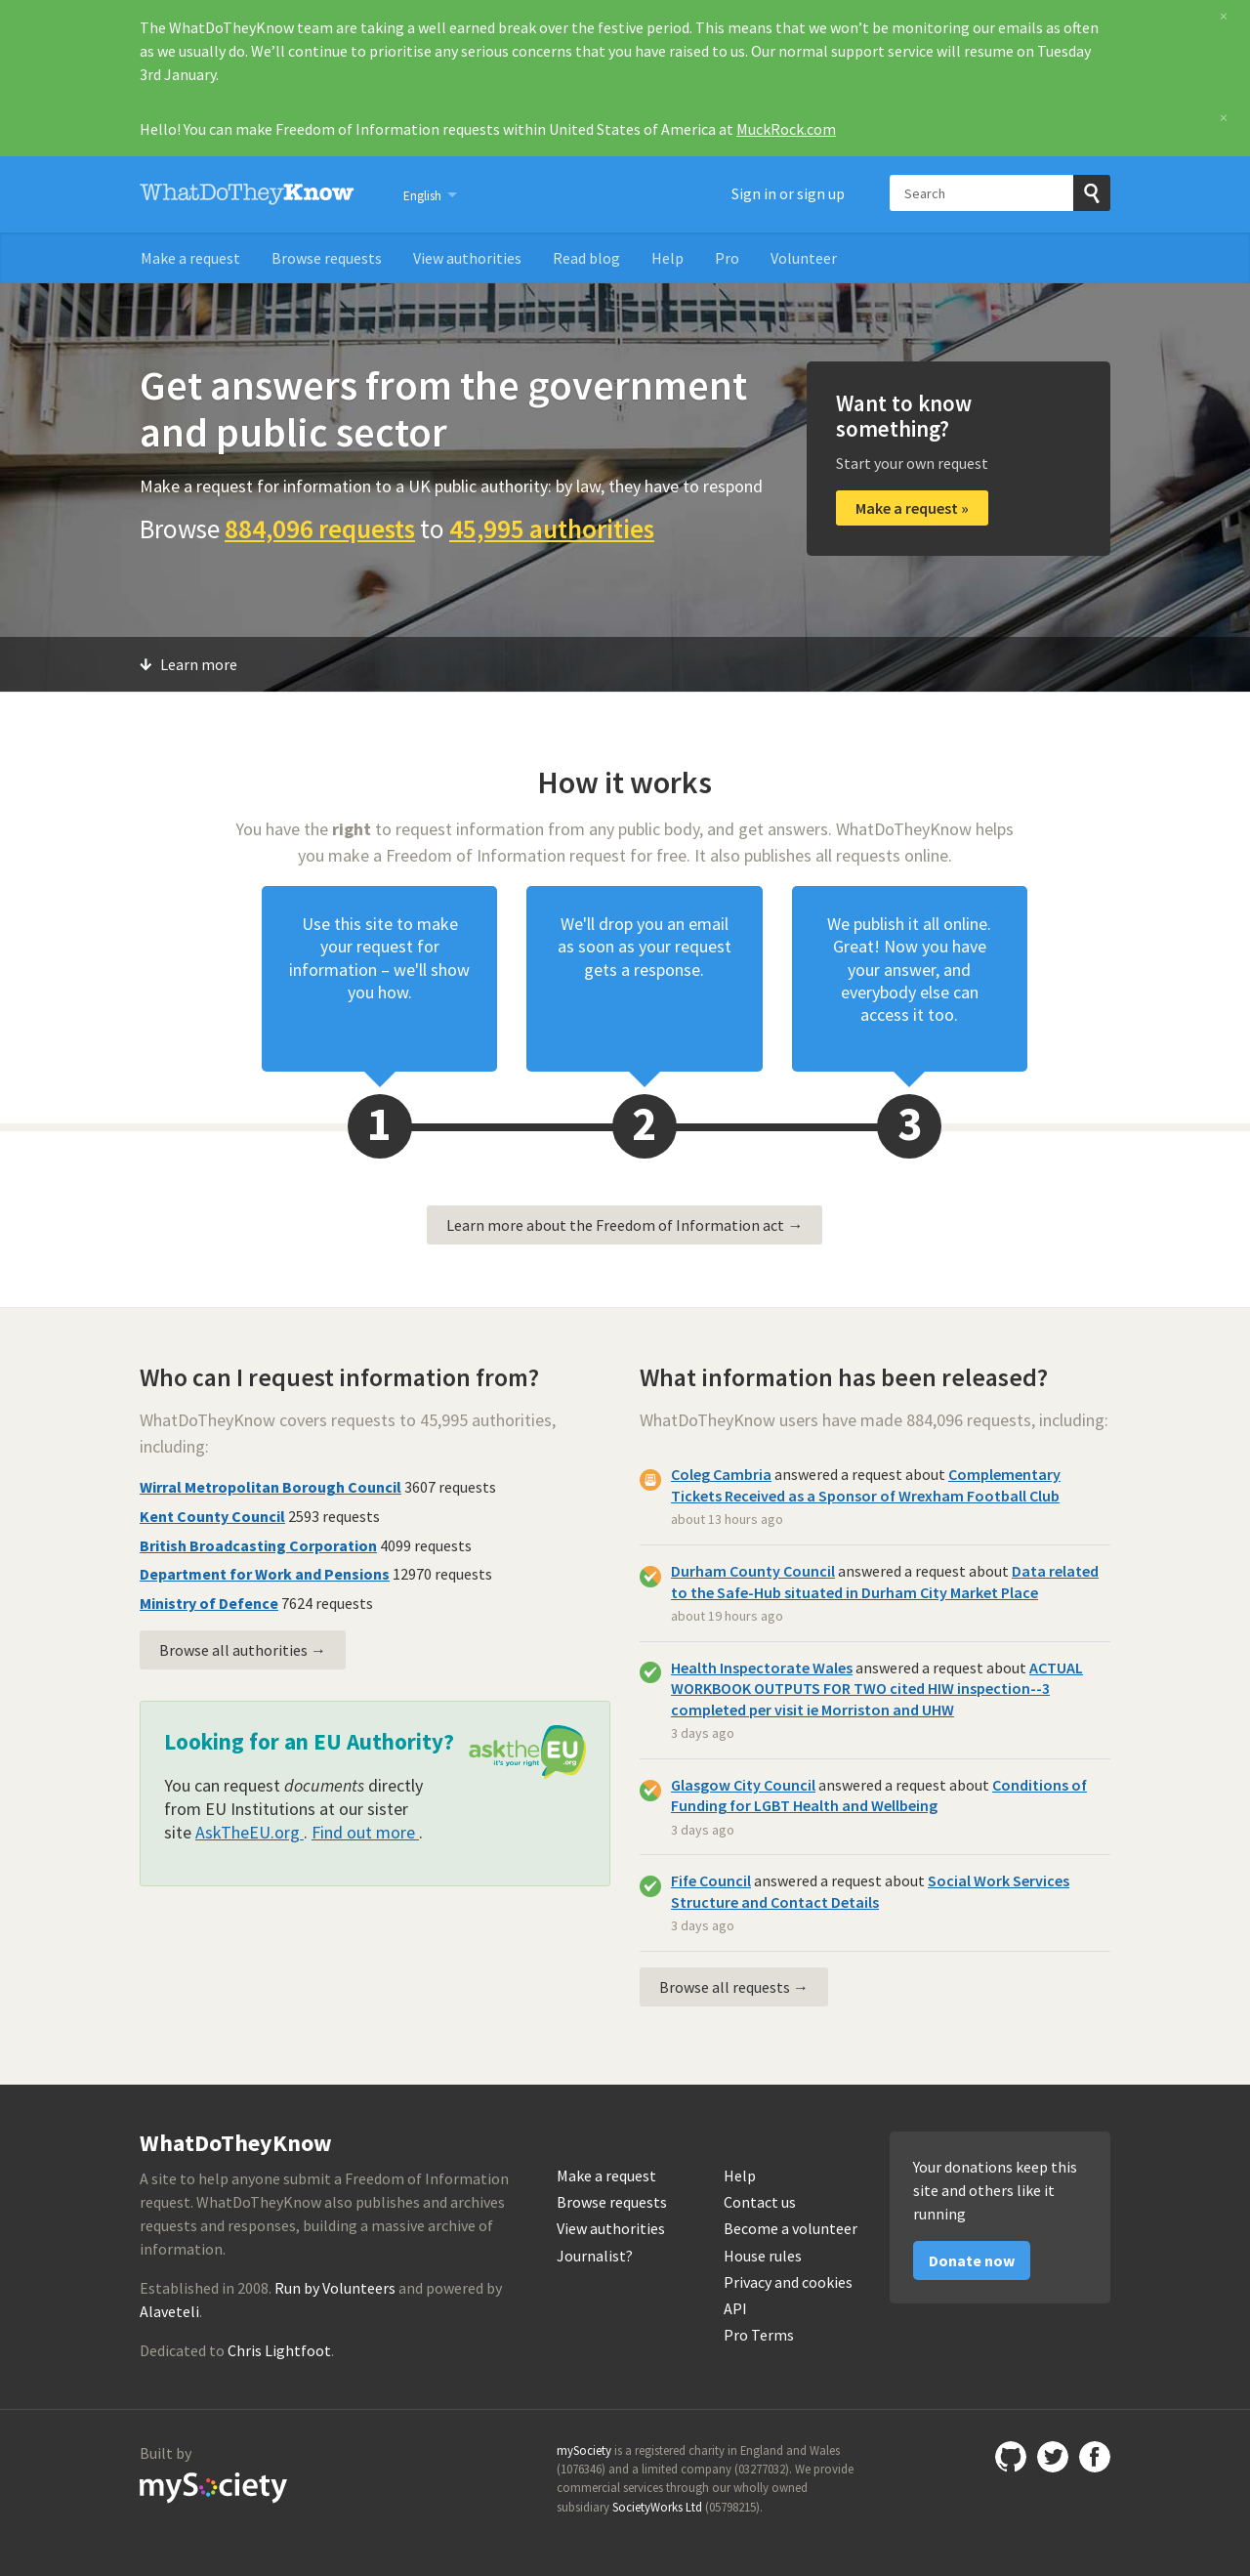 The WhatDoTheyKnow team are taking a well earned break over the festive period. This means that we won't be monitoring our emails as often
as we usually do. We'll continue to prioritise any serious concerns that you have raised to us. Our normal support service will resume on Tuesday
3rd January.
×
Hello! You can make Freedom of Information requests within United States of America at MuckRock.com
×
WhatDoTheyKnow
English
Sign in or sign up
Search
Make a request
Browse requests
View authorities
Read blog
Help
Pro
Volunteer
Get answers from the government
and public sector
Make a request for information to a UK public authority: by law, they have to respond
Browse 884,096 requests to 45,995 authorities
Want to know
something?
Start your own request
Make a request »
Learn more
How it works
You have the right to request information from any public body, and get answers. WhatDoTheyKnow helps
you make a Freedom of Information request for free. It also publishes all requests online.
Use this site to make
your request for
information – we'll show
you how.
We'll drop you an email
as soon as your request
gets a response.
We publish it all online.
Great! Now you have
your answer, and
everybody else can
access it too.
1
2
3
Learn more about the Freedom of Information act →
Who can I request information from?
WhatDoTheyKnow covers requests to 45,995 authorities,
including:
Wirral Metropolitan Borough Council 3607 requests
Kent County Council 2593 requests
British Broadcasting Corporation 4099 requests
Department for Work and Pensions 12970 requests
Ministry of Defence 7624 requests
Browse all authorities →
Looking for an EU Authority?
asktheEU
it's your right .org
You can request documents directly
from EU Institutions at our sister
site AskTheEU.org . Find out more .
What information has been released?
WhatDoTheyKnow users have made 884,096 requests, including:
Coleg Cambria answered a request about Complementary
Tickets Received as a Sponsor of Wrexham Football Club
about 13 hours ago
Durham County Council answered a request about Data related
to the Safe-Hub situated in Durham City Market Place
about 19 hours ago
Health Inspectorate Wales answered a request about ACTUAL
WORKBOOK OUTPUTS FOR TWO cited HIW inspection--3
completed per visit ie Morriston and UHW
3 days ago
Glasgow City Council answered a request about Conditions of
Funding for LGBT Health and Wellbeing
3 days ago
Fife Council answered a request about Social Work Services
Structure and Contact Details
3 days ago
Browse all requests →
WhatDoTheyKnow
A site to help anyone submit a Freedom of Information
request. WhatDoTheyKnow also publishes and archives
requests and responses, building a massive archive of
information.
Established in 2008. Run by Volunteers and powered by
Alaveteli.
Dedicated to Chris Lightfoot.
Make a request
Browse requests
View authorities
Journalist?
Help
Contact us
Become a volunteer
House rules
Privacy and cookies
API
Pro Terms
Your donations keep this
site and others like it
running
Donate now
Built by
mySociety
mySociety is a registered charity in England and Wales
(1076346) and a limited company (03277032). We provide
commercial services through our wholly owned
subsidiary SocietyWorks Ltd (05798215).